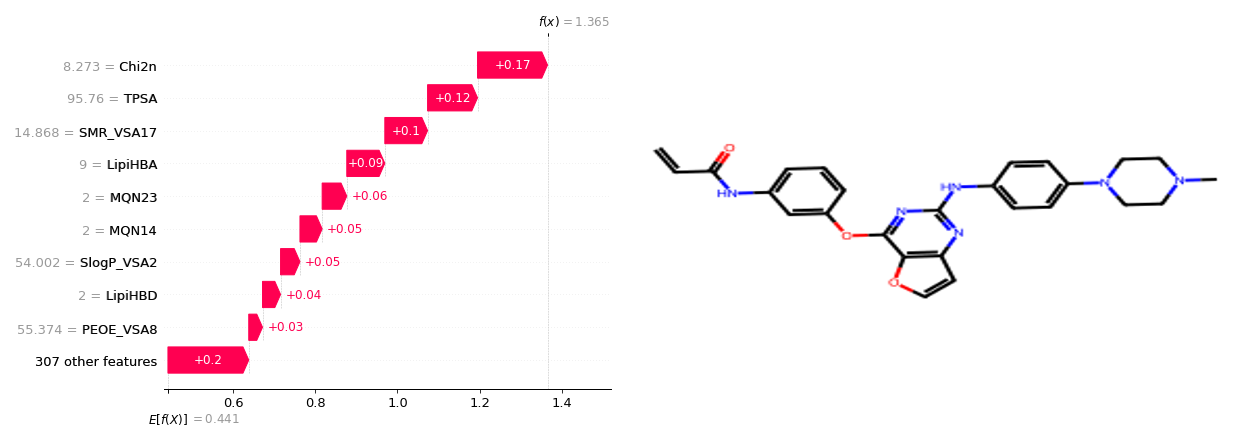 f(x) = 1.365
8.273 = Chi2n
+0.17
95.76 = TPSA
+0.12
14.868 = SMR_VSA17
+0.1
9 = LipiHBA
+0.09
2 = MQN23
+0.06
2 = MQN14
+0.05
54.002 = SlogP_VSA2
+0.05
2 = LipiHBD
+0.04
55.374 = PEOE_VSA8
+0.03
307 other features
+0.2
0.6 0.8 1.0 1.2 1.4
E[f(X)] = 0.441
O
HN
O
N
HN
N
O
N
N